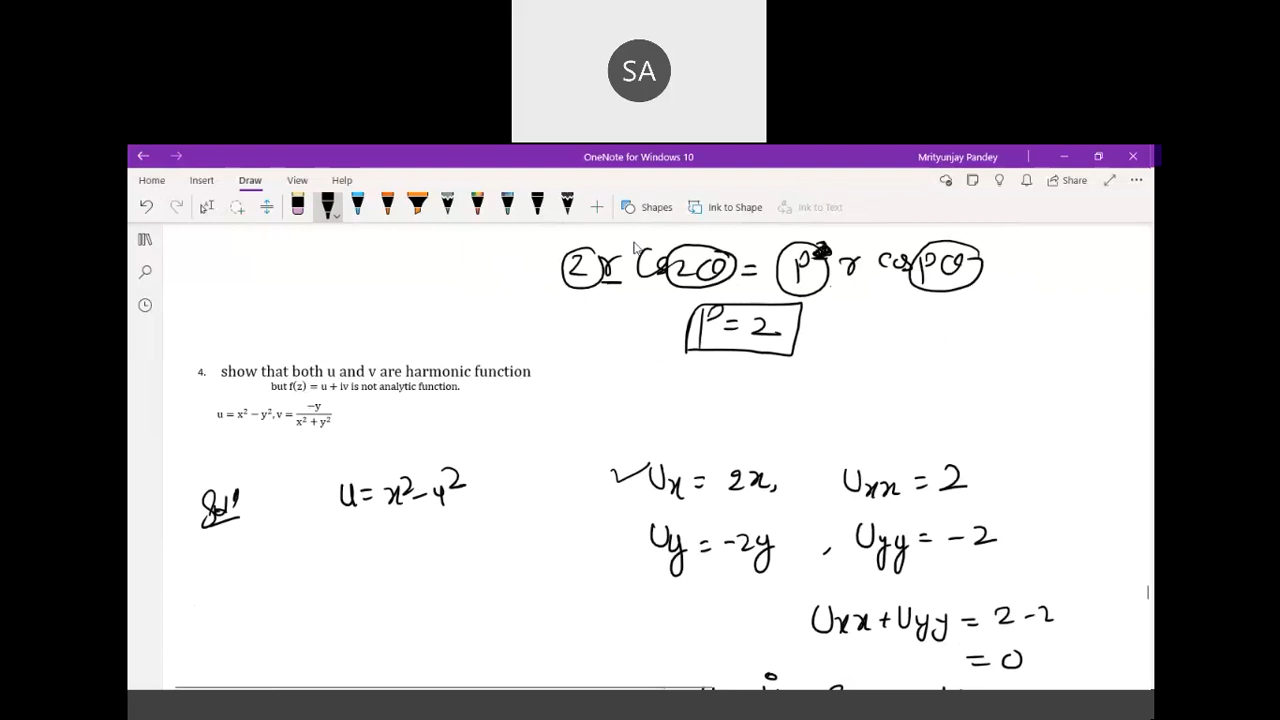 SA
OneNote for Windows 10
Mrityunjay Pandey
Home Insert Draw View Help
Share
Shapes Ink to Shape Ink to Text
2r Cos2θ = p r cos pθ
P = 2
4. show that both u and v are harmonic function
but f(z) = u + iv is not analytic function.
u = x² − y², v = −y / x² + y²
Solⁿ u = x² - y² ✓ Ux = 2x, Uxx = 2
Uy = -2y , Uyy = -2
Uxx + Uyy = 2 - 2
= 0